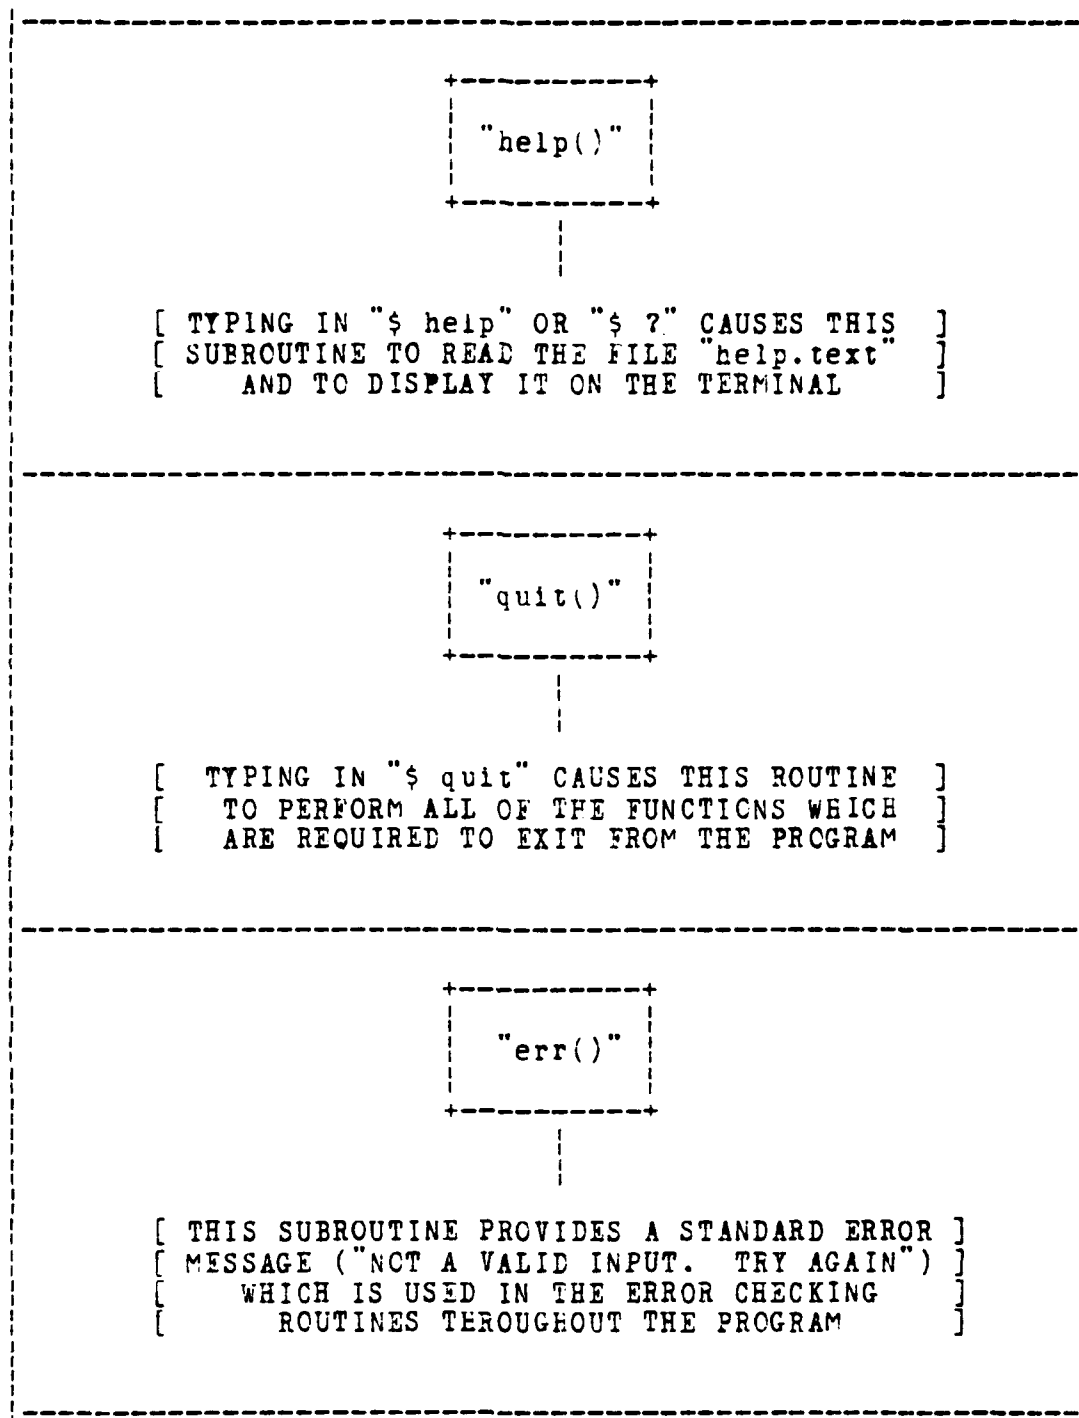 "help()"
[ TYPING IN "$ help" OR "$ ?" CAUSES THIS ]
[ SUBROUTINE TO READ THE FILE "help.text" ]
[ AND TO DISPLAY IT ON THE TERMINAL ]
"quit()"
[ TYPING IN "$ quit" CAUSES THIS ROUTINE ]
[ TO PERFORM ALL OF THE FUNCTIONS WHICH ]
[ ARE REQUIRED TO EXIT FROM THE PROGRAM ]
"err()"
[ THIS SUBROUTINE PROVIDES A STANDARD ERROR ]
[ MESSAGE ("NOT A VALID INPUT. TRY AGAIN") ]
[ WHICH IS USED IN THE ERROR CHECKING ]
[ ROUTINES THROUGHOUT THE PROGRAM ]